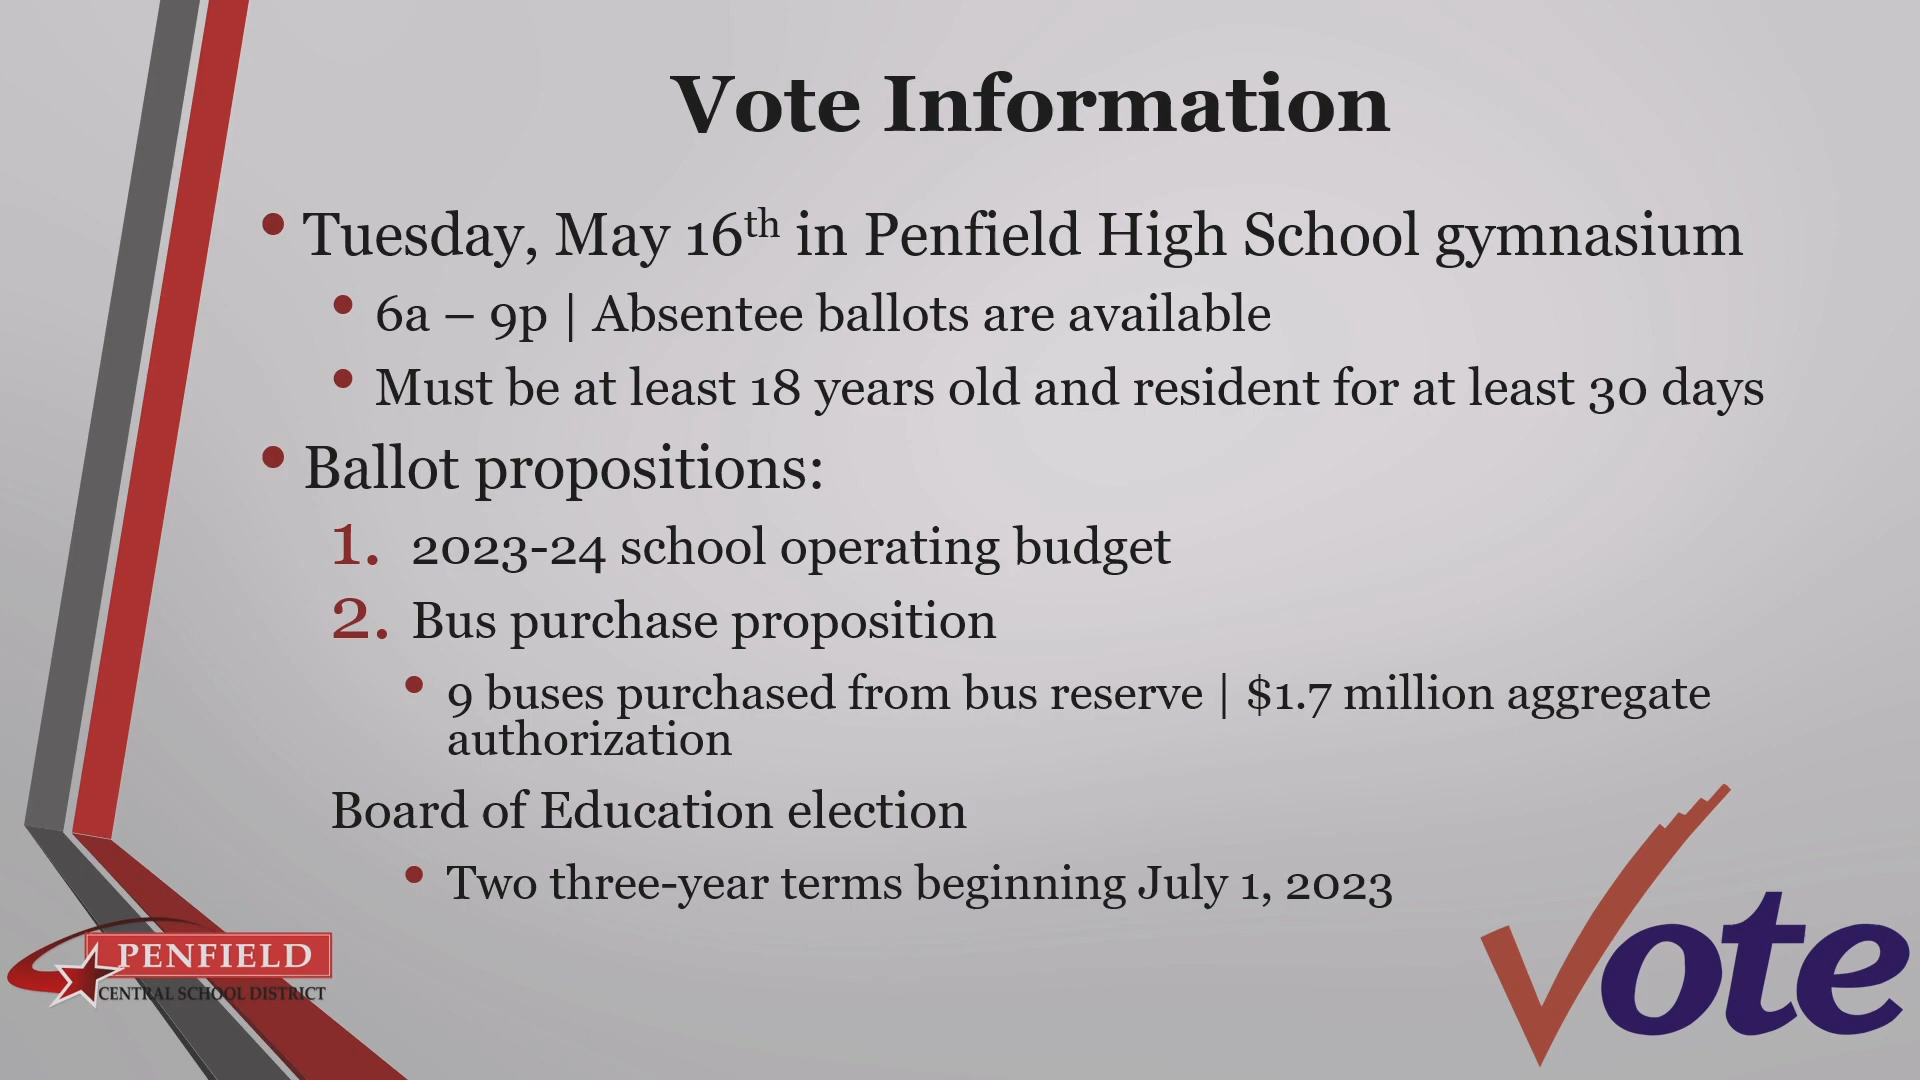 Vote Information
• Tuesday, May 16th in Penfield High School gymnasium
• 6a – 9p | Absentee ballots are available
• Must be at least 18 years old and resident for at least 30 days
• Ballot propositions:
1. 2023-24 school operating budget
2. Bus purchase proposition
• 9 buses purchased from bus reserve | $1.7 million aggregate
authorization
Board of Education election
• Two three-year terms beginning July 1, 2023
PENFIELD
CENTRAL SCHOOL DISTRICT
Vote